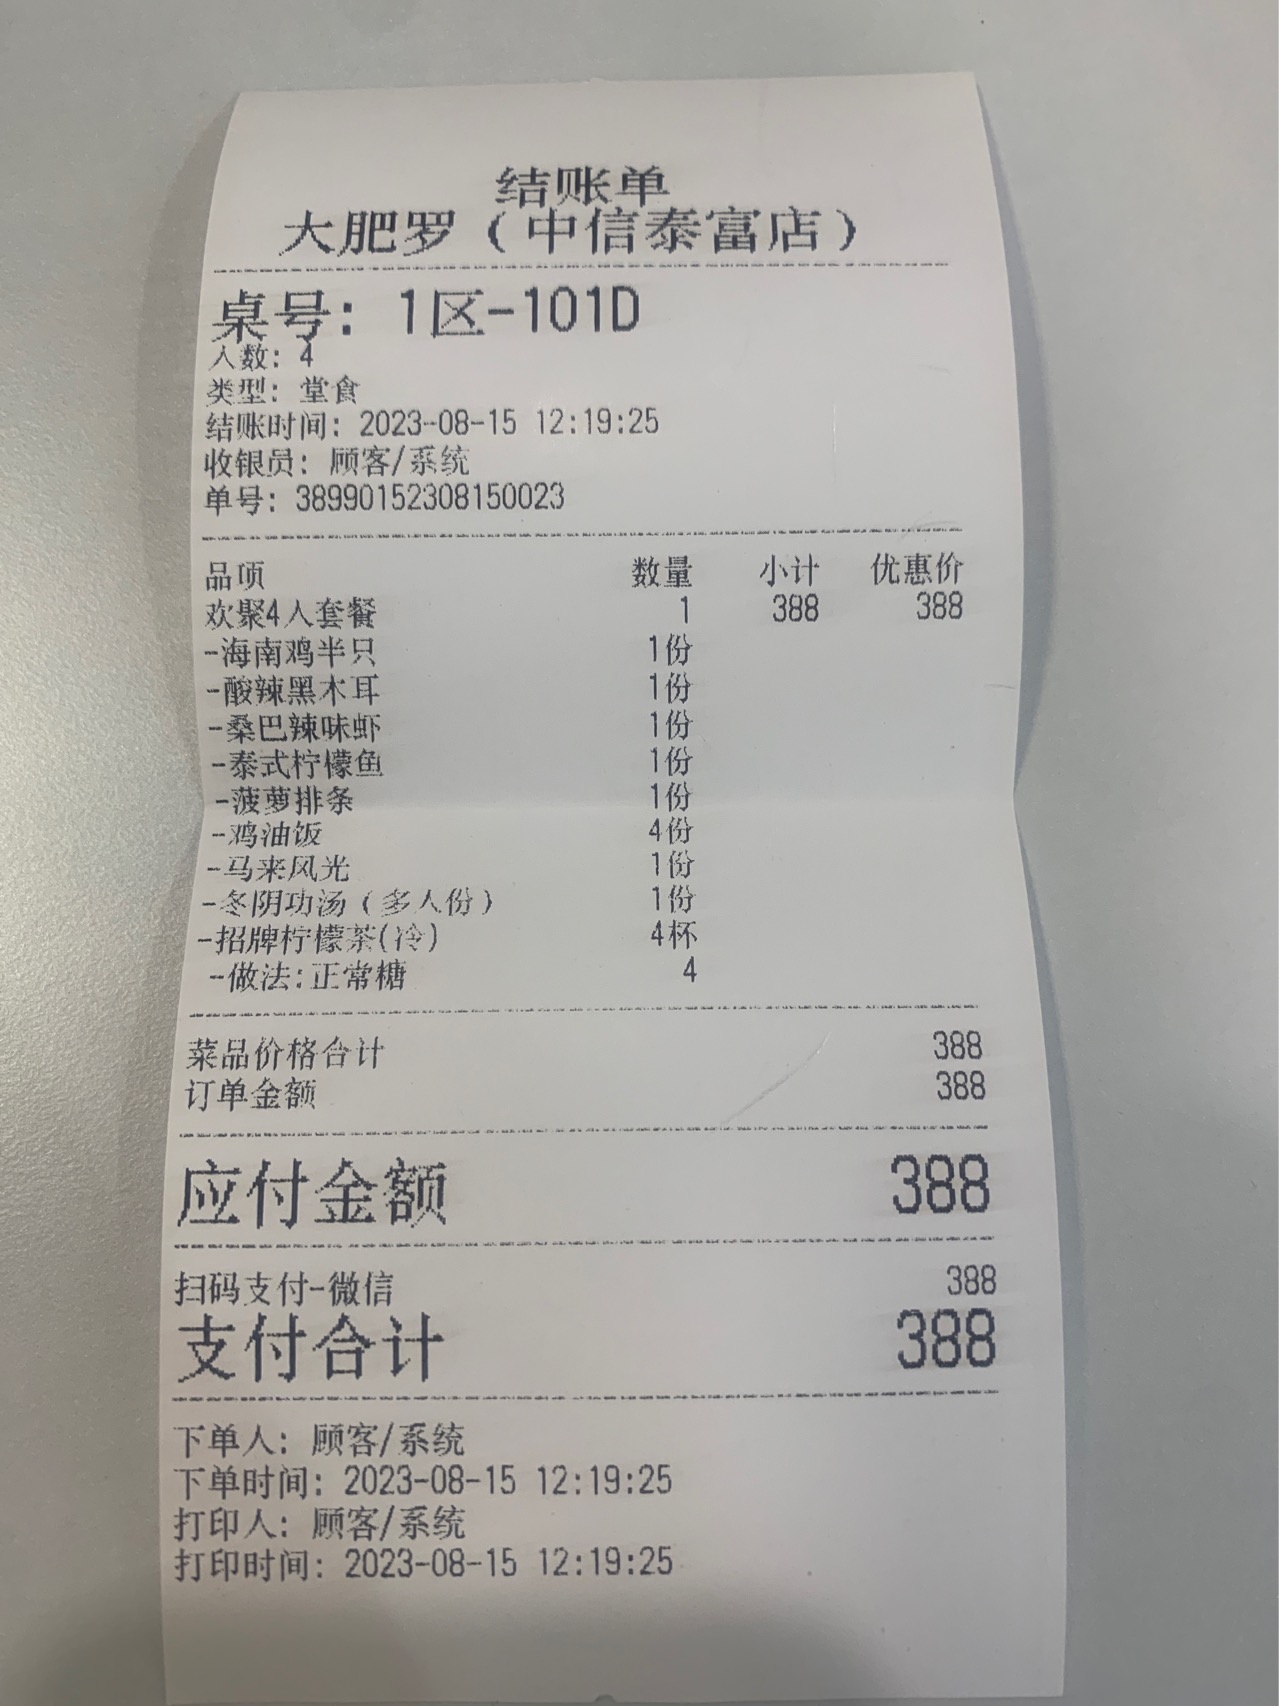 结账单
大肥罗（中信泰富店）
桌号: 1区-101D
人数: 4
类型: 堂食
结账时间: 2023-08-15 12:19:25
收银员: 顾客/系统
单号: 38990152308150023
品项 数量 小计 优惠价
欢聚4人套餐 1 388 388
-海南鸡半只 1份
-酸辣黑木耳 1份
-桑巴辣味虾 1份
-泰式柠檬鱼 1份
-菠萝排条 1份
-鸡油饭 4份
-马来风光 1份
-冬阴功汤（多人份） 1份
-招牌柠檬茶(冷) 4杯
-做法:正常糖 4
菜品价格合计 388
订单金额 388
应付金额 388
扫码支付-微信 388
支付合计 388
下单人: 顾客/系统
下单时间: 2023-08-15 12:19:25
打印人: 顾客/系统
打印时间: 2023-08-15 12:19:25